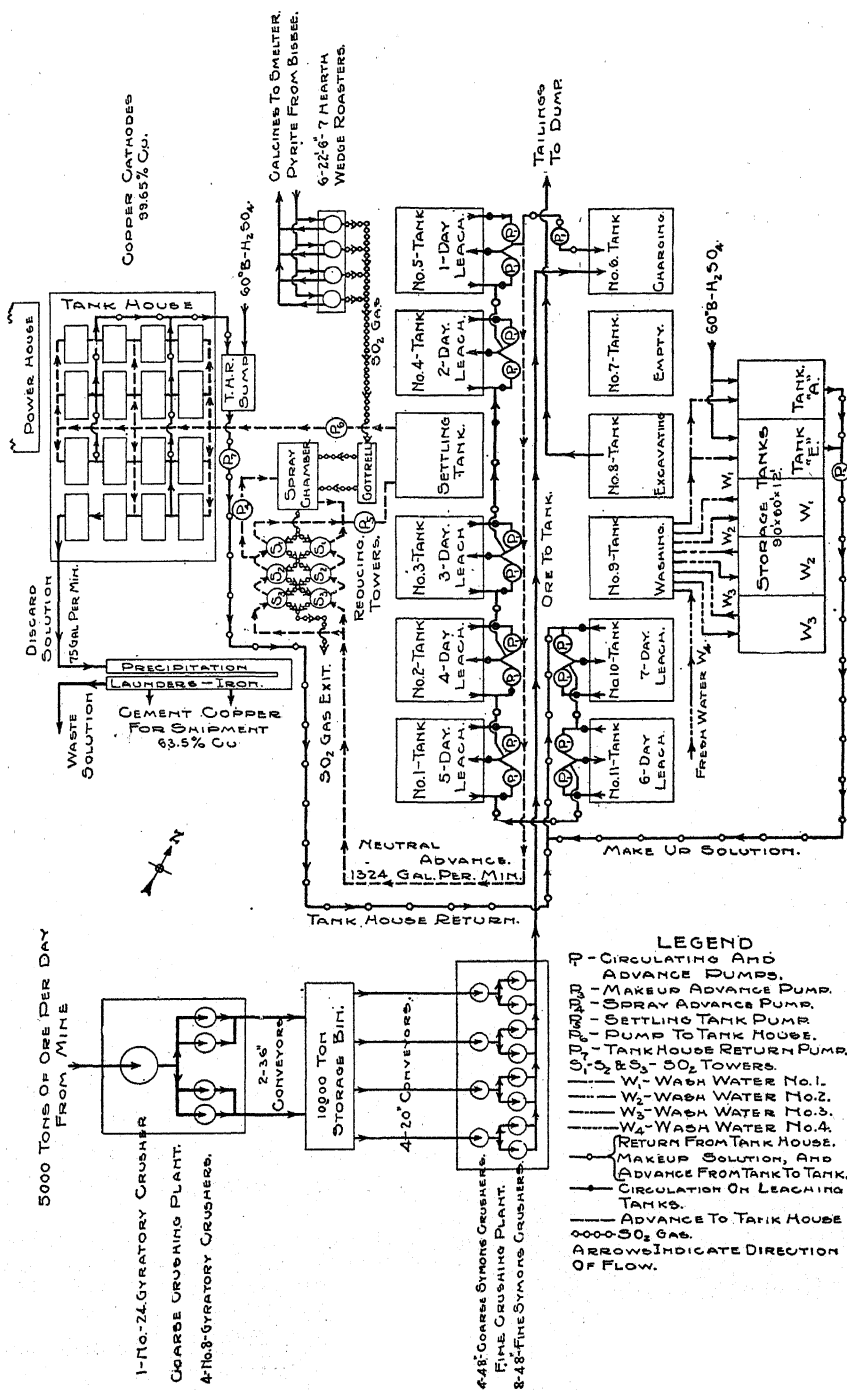 5000 TONS OF ORE PER DAY
FROM MINE
1-NO.-24.GYRATORY CRUSHER
COARSE CRUSHING PLANT.
4-NO.8-GYRATORY CRUSHERS.
2-36"
CONVEYORS
10000 TON
STORAGE BIN.
4-20" CONVEYORS.
4-48"-COARSE SYMONS CRUSHERS.
FINE CRUSHING PLANT.
8-48"-FINE SYMONS CRUSHERS.
N
POWER HOUSE
TANK HOUSE
COPPER CATHODES
99.65% CU.
60°B-H2SO4.
T.H.R.
SUMP
DISCARD
SOLUTION
75 GAL PER MIN.
PRECIPITATION
LAUNDERS-IRON.
WASTE
SOLUTION
CEMENT COPPER
FOR SHIPMENT
63.5% CU
CALCINES TO SMELTER
PYRITE FROM BISBEE
6-22'6"-7 HEARTH
WEDGE ROASTERS
SO2 GAS
COTTRELL
SPRAY
CHAMBER
P4
P5
P6
P7
S1
S2
S3
S1
S2
S3
REDUCING
TOWERS.
SO2 GAS EXIT.
SETTLING
TANK.
NO.5-TANK
1-DAY
LEACH.
NO.4-TANK
2-DAY
LEACH.
NO.3-TANK
3-DAY.
LEACH
NO.2-TANK
4-DAY
LEACH.
NO.1-TANK
5-DAY
LEACH.
NEUTRAL
ADVANCE.
1324 GAL. PER. MIN.
TANK HOUSE RETURN.
ORE TO TANK.
TAILINGS
TO DUMP.
NO.6.TANK
CHARGING
NO.7-TANK
EMPTY.
NO.8-TANK
EXCAVATING
NO.9-TANK
WASHING
NO.10-TANK
7-DAY.
LEACH.
NO.11-TANK
6-DAY
LEACH
FRESH WATER W4
60°B-H2SO4.
STORAGE TANKS
90'X60'X12'
TANK.
"A."
TANK
"E."
W1
W2
W3
W1
W2
W3
MAKE UP SOLUTION.
LEGEND
P - CIRCULATING AND
ADVANCE PUMPS.
- MAKEUP ADVANCE PUMP.
- SPRAY ADVANCE PUMP.
- SETTLING TANK PUMP
P6 - PUMP TO TANK HOUSE.
P7 - TANK HOUSE RETURN PUMP.
S1-S2 & S3 - SO2 TOWERS.
W1-WASH WATER NO.1.
W2-WASH WATER NO.2.
W3-WASH WATER NO.3.
W4-WASH WATER NO.4.
RETURN FROM TANK HOUSE.
MAKEUP SOLUTION, AND
ADVANCE FROM TANK TO TANK.
CIRCULATION ON LEACHING
TANKS.
ADVANCE TO TANK HOUSE
SO2 GAS.
ARROWS INDICATE DIRECTION
OF FLOW.